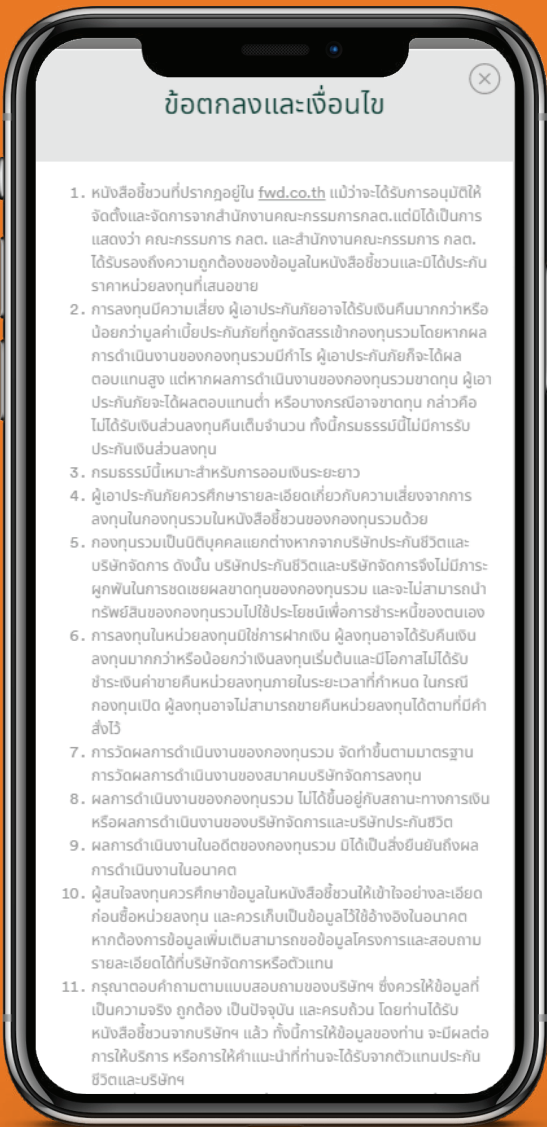 ข้อตกลงและเงื่อนไข
1. หนังสือชี้ชวนที่ปรากฏอยู่ใน fwd.co.th แม้ว่าจะได้รับการอนุมัติให้
จัดตั้งและจัดการจากสำนักงานคณะกรรมการกลต.แต่มิได้เป็นการ
แสดงว่า คณะกรรมการ กลต. และสำนักงานคณะกรรมการ กลต.
ได้รับรองถึงความถูกต้องของข้อมูลในหนังสือชี้ชวนและมิได้ประกัน
ราคาหน่วยลงทุนที่เสนอขาย
2. การลงทุนมีความเสี่ยง ผู้เอาประกันภัยอาจได้รับเงินคืนมากกว่าหรือ
น้อยกว่ามูลค่าเบี้ยประกันภัยที่ถูกจัดสรรเข้ากองทุนรวมโดยหากผล
การดำเนินงานของกองทุนรวมมีกำไร ผู้เอาประกันภัยก็จะได้ผล
ตอบแทนสูง แต่หากผลการดำเนินงานของกองทุนรวมขาดทุน ผู้เอา
ประกันภัยจะได้ผลตอบแทนต่ำ หรือบางกรณีอาจขาดทุน กล่าวคือ
ไม่ได้รับเงินส่วนลงทุนคืนเต็มจำนวน ทั้งนี้กรมธรรม์นี้ไม่มีการรับ
ประกันเงินส่วนลงทุน
3. กรมธรรม์นี้เหมาะสำหรับการออมเงินระยะยาว
4. ผู้เอาประกันภัยควรศึกษารายละเอียดเกี่ยวกับความเสี่ยงจากการ
ลงทุนในกองทุนรวมในหนังสือชี้ชวนของกองทุนรวมด้วย
5. กองทุนรวมเป็นนิติบุคคลแยกต่างหากจากบริษัทประกันชีวิตและ
บริษัทจัดการ ดังนั้น บริษัทประกันชีวิตและบริษัทจัดการจึงไม่มีภาระ
ผูกพันในการชดเชยผลขาดทุนของกองทุนรวม และจะไม่สามารถนำ
ทรัพย์สินของกองทุนรวมไปใช้ประโยชน์เพื่อการชำระหนี้ของตนเอง
6. การลงทุนในหน่วยลงทุนมิใช่การฝากเงิน ผู้ลงทุนอาจได้รับคืนเงิน
ลงทุนมากกว่าหรือน้อยกว่าเงินลงทุนเริ่มต้นและมีโอกาสไม่ได้รับ
ชำระเงินค่าขายคืนหน่วยลงทุนภายในระยะเวลาที่กำหนด ในกรณี
กองทุนเปิด ผู้ลงทุนอาจไม่สามารถขายคืนหน่วยลงทุนได้ตามที่มีคำ
สั่งไว้
7. การวัดผลการดำเนินงานของกองทุนรวม จัดทำขึ้นตามมาตรฐาน
การวัดผลการดำเนินงานของสมาคมบริษัทจัดการลงทุน
8. ผลการดำเนินงานของกองทุนรวม ไม่ได้ขึ้นอยู่กับสถานะทางการเงิน
หรือผลการดำเนินงานของบริษัทจัดการและบริษัทประกันชีวิต
9. ผลการดำเนินงานในอดีตของกองทุนรวม มิได้เป็นสิ่งยืนยันถึงผล
การดำเนินงานในอนาคต
10. ผู้สนใจลงทุนควรศึกษาข้อมูลในหนังสือชี้ชวนให้เข้าใจอย่างละเอียด
ก่อนซื้อหน่วยลงทุน และควรเก็บเป็นข้อมูลไว้ใช้อ้างอิงในอนาคต
หากต้องการข้อมูลเพิ่มเติมสามารถขอข้อมูลโครงการและสอบถาม
รายละเอียดได้ที่บริษัทจัดการหรือตัวแทน
11. กรุณาตอบคำถามตามแบบสอบถามของบริษัทฯ ซึ่งควรให้ข้อมูลที่
เป็นความจริง ถูกต้อง เป็นปัจจุบัน และครบถ้วน โดยท่านได้รับ
หนังสือชี้ชวนจากบริษัทฯ แล้ว ทั้งนี้การให้ข้อมูลของท่าน จะมีผลต่อ
การให้บริการ หรือการให้คำแนะนำที่ท่านจะได้รับจากตัวแทนประกัน
ชีวิตและบริษัทฯ